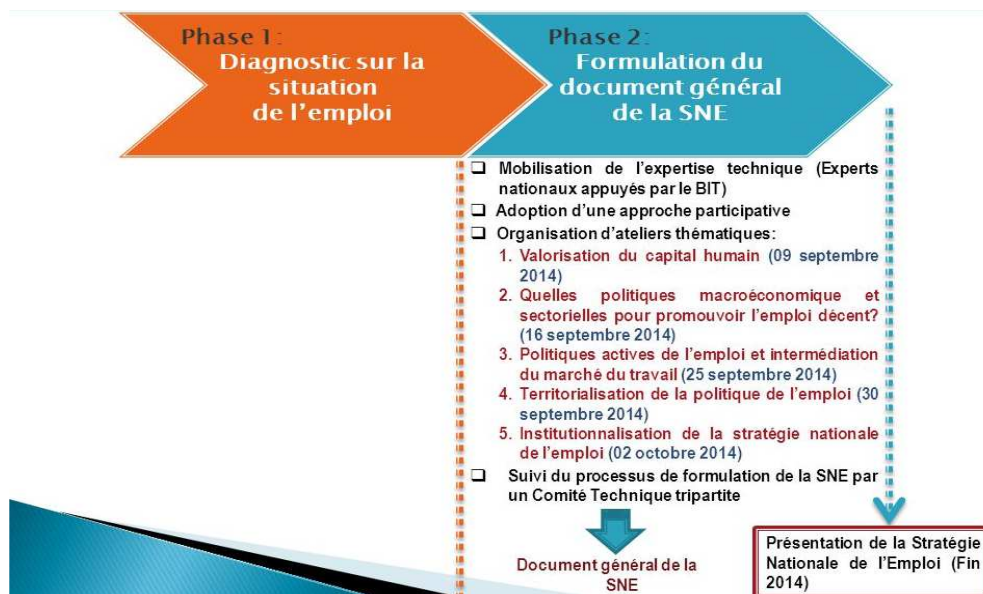 Phase 1:
Diagnostic sur la
situation
de l’emploi
Phase 2:
Formulation du
document général
de la SNE
Mobilisation de l’expertise technique (Experts
nationaux appuyés par le BIT)
Adoption d’une approche participative
Organisation d’ateliers thématiques:
1. Valorisation du capital humain (09 septembre
2014)
2. Quelles politiques macroéconomique et
sectorielles pour promouvoir l’emploi décent?
(16 septembre 2014)
3. Politiques actives de l’emploi et intermédiation
du marché du travail (25 septembre 2014)
4. Territorialisation de la politique de l’emploi (30
septembre 2014)
5. Institutionnalisation de la stratégie nationale
de l’emploi (02 octobre 2014)
Suivi du processus de formulation de la SNE par
un Comité Technique tripartite
Document général de la
SNE
Présentation de la Stratégie
Nationale de l’Emploi (Fin
2014)